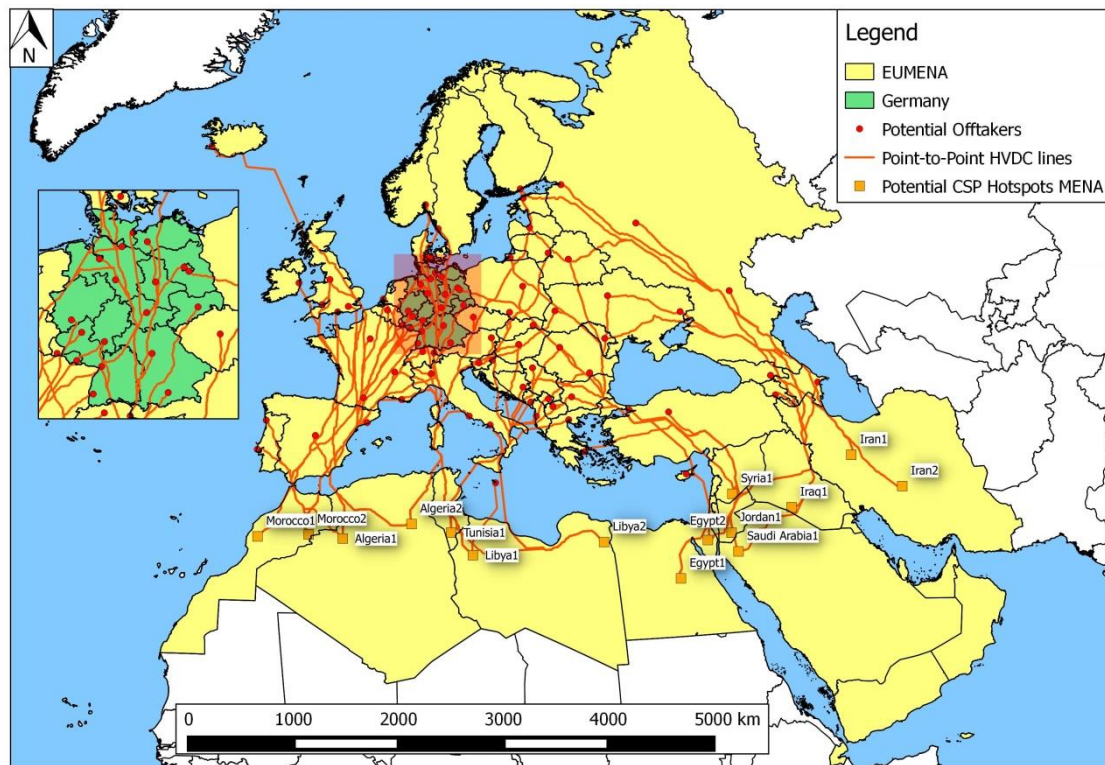 N
Legend
EUMENA
Germany
Potential Offtakers
Point-to-Point HVDC lines
Potential CSP Hotspots MENA
Iran1
Iran2
Syria1
Iraq1
Algeria2
Morocco1
Morocco2
Egypt2
Jordan1
Libya2
Tunisia1
Algeria1
Saudi Arabia1
Libya1
Egypt1
0 1000 2000 3000 4000 5000 km